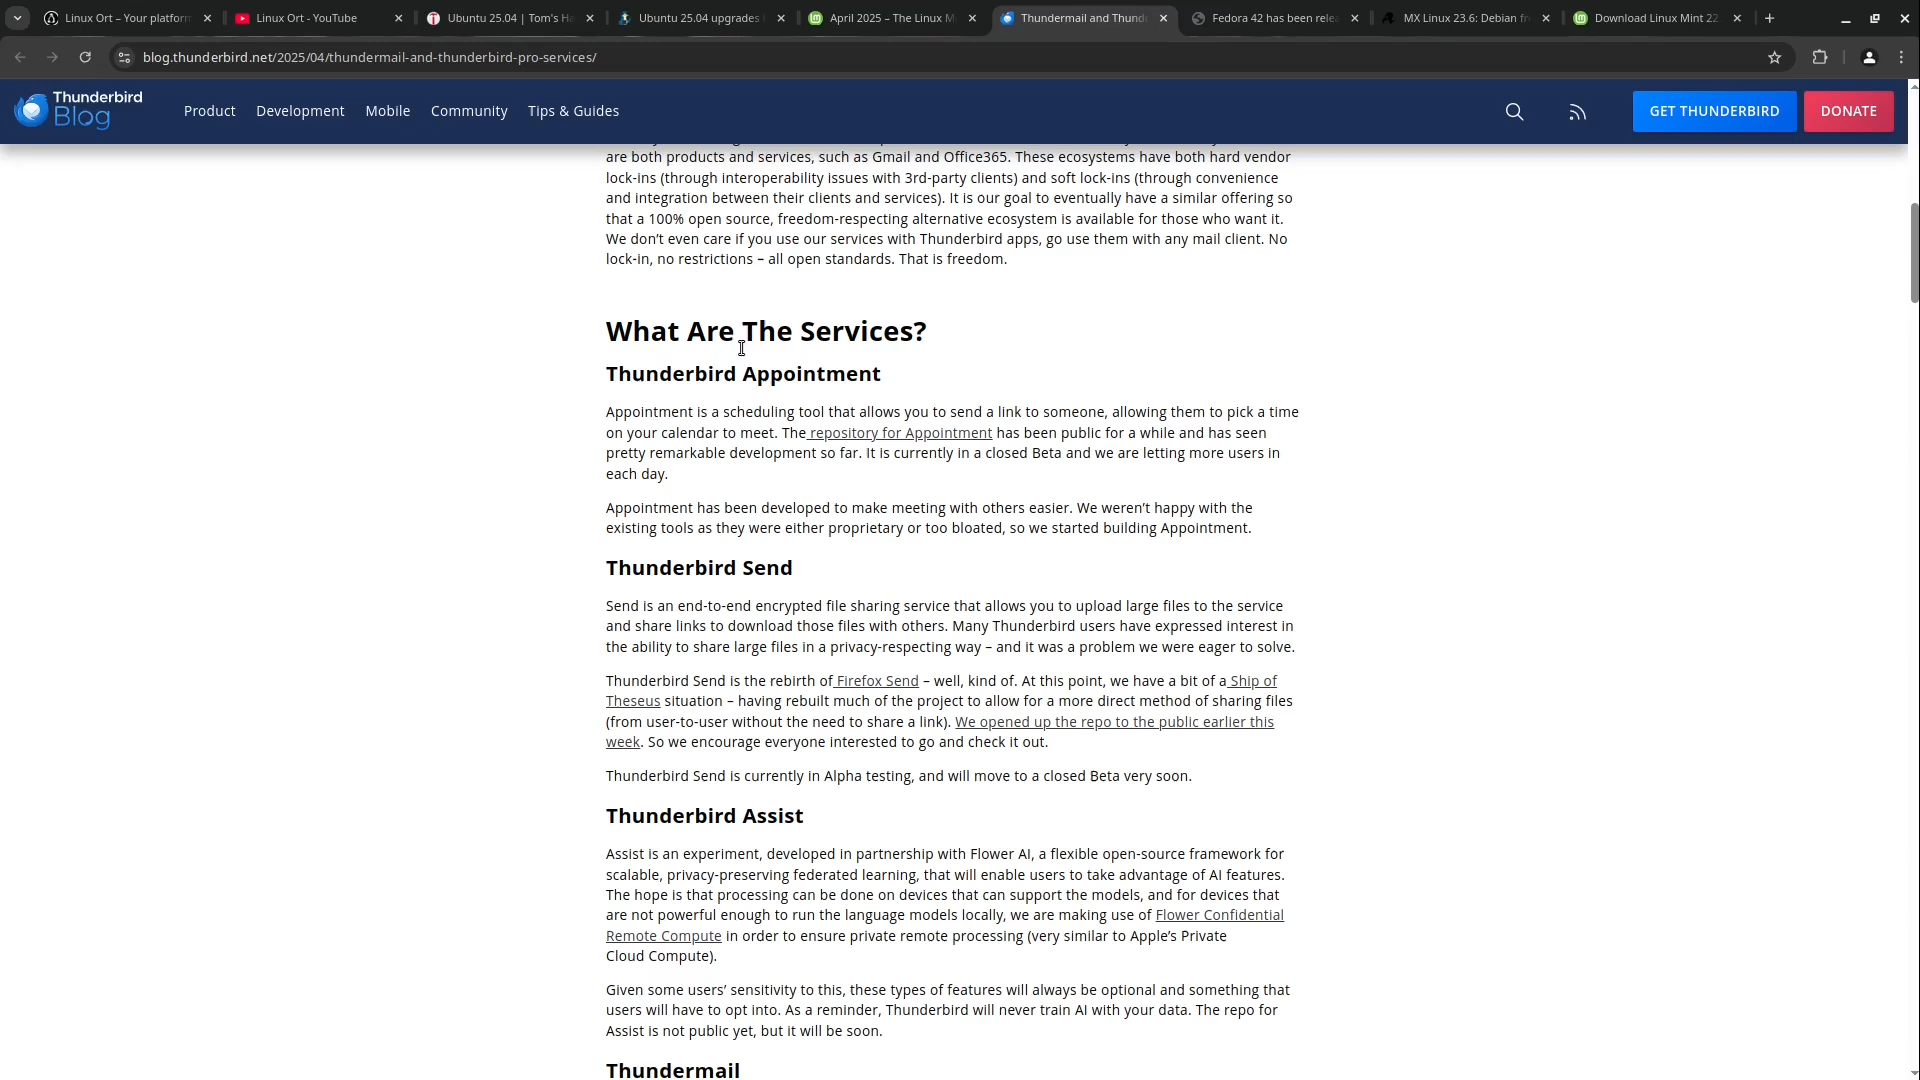 Linux Ort – Your platform
Linux Ort - YouTube
Ubuntu 25.04 | Tom's Ha
Ubuntu 25.04 upgrades
April 2025 – The Linux M
Thundermail and Thund
Fedora 42 has been rele
MX Linux 23.6: Debian fr
Download Linux Mint 22
blog.thunderbird.net/2025/04/thundermail-and-thunderbird-pro-services/
Thunderbird
Blog
Product
Development
Mobile
Community
Tips & Guides
GET THUNDERBIRD
DONATE
are both products and services, such as Gmail and Office365. These ecosystems have both hard vendor
lock-ins (through interoperability issues with 3rd-party clients) and soft lock-ins (through convenience
and integration between their clients and services). It is our goal to eventually have a similar offering so
that a 100% open source, freedom-respecting alternative ecosystem is available for those who want it.
We don’t even care if you use our services with Thunderbird apps, go use them with any mail client. No
lock-in, no restrictions – all open standards. That is freedom.
What Are The Services?
Thunderbird Appointment
Appointment is a scheduling tool that allows you to send a link to someone, allowing them to pick a time
on your calendar to meet. The repository for Appointment has been public for a while and has seen
pretty remarkable development so far. It is currently in a closed Beta and we are letting more users in
each day.
Appointment has been developed to make meeting with others easier. We weren’t happy with the
existing tools as they were either proprietary or too bloated, so we started building Appointment.
Thunderbird Send
Send is an end-to-end encrypted file sharing service that allows you to upload large files to the service
and share links to download those files with others. Many Thunderbird users have expressed interest in
the ability to share large files in a privacy-respecting way – and it was a problem we were eager to solve.
Thunderbird Send is the rebirth of Firefox Send – well, kind of. At this point, we have a bit of a Ship of
Theseus situation – having rebuilt much of the project to allow for a more direct method of sharing files
(from user-to-user without the need to share a link). We opened up the repo to the public earlier this
week. So we encourage everyone interested to go and check it out.
Thunderbird Send is currently in Alpha testing, and will move to a closed Beta very soon.
Thunderbird Assist
Assist is an experiment, developed in partnership with Flower AI, a flexible open-source framework for
scalable, privacy-preserving federated learning, that will enable users to take advantage of AI features.
The hope is that processing can be done on devices that can support the models, and for devices that
are not powerful enough to run the language models locally, we are making use of Flower Confidential
Remote Compute in order to ensure private remote processing (very similar to Apple’s Private
Cloud Compute).
Given some users’ sensitivity to this, these types of features will always be optional and something that
users will have to opt into. As a reminder, Thunderbird will never train AI with your data. The repo for
Assist is not public yet, but it will be soon.
Thundermail